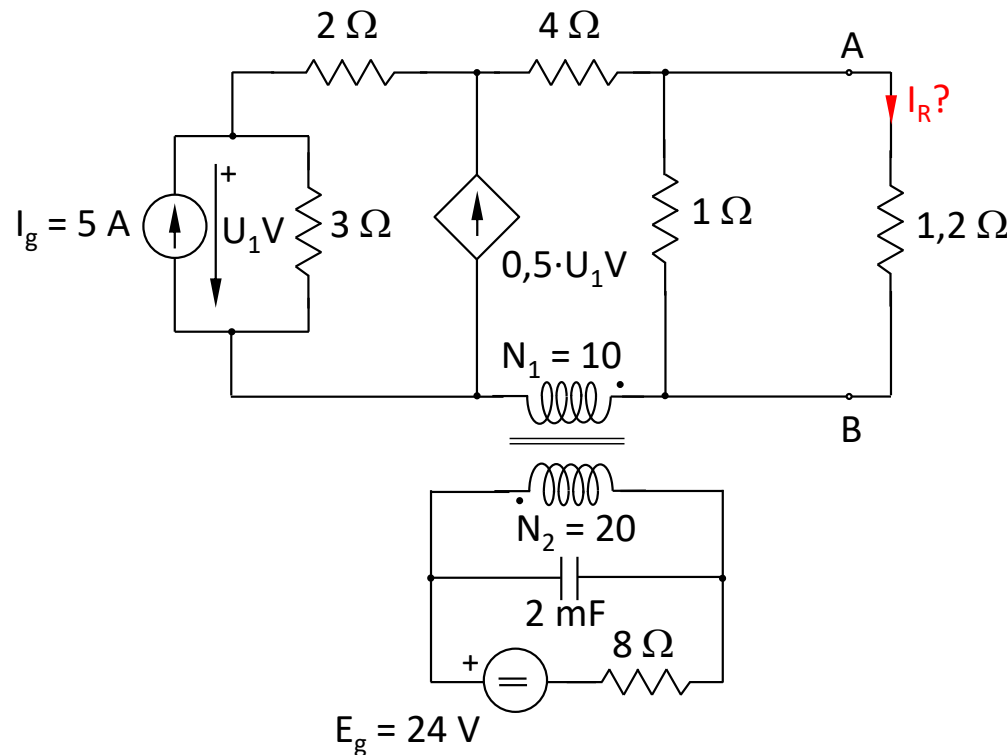 2 Ω
4 Ω
A
I_R?
+
I_g = 5 A
U_1V
3 Ω
0,5·U_1V
1 Ω
1,2 Ω
N_1 = 10
B
N_2 = 20
2 mF
8 Ω
+
=
E_g = 24 V